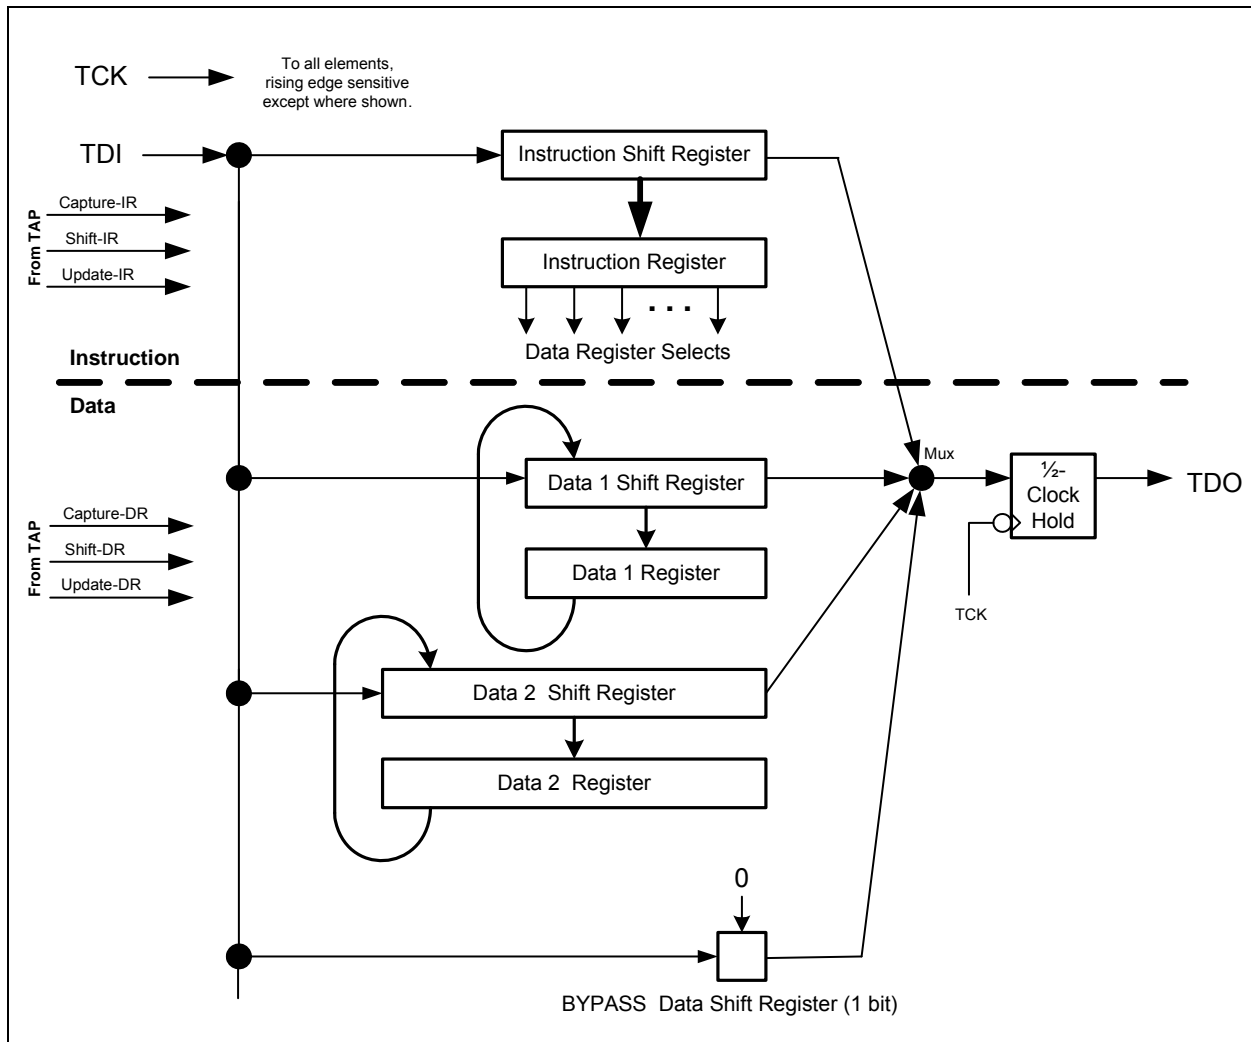 TCK
To all elements,
rising edge sensitive
except where shown.
TDI
Instruction Shift Register
From TAP
Capture-IR
Shift-IR
Update-IR
Instruction Register
. . .
Data Register Selects
Instruction
Data
Mux
Data 1 Shift Register
½-
Clock
Hold
TDO
From TAP
Capture-DR
Shift-DR
Update-DR
Data 1 Register
TCK
Data 2 Shift Register
Data 2 Register
0
BYPASS Data Shift Register (1 bit)